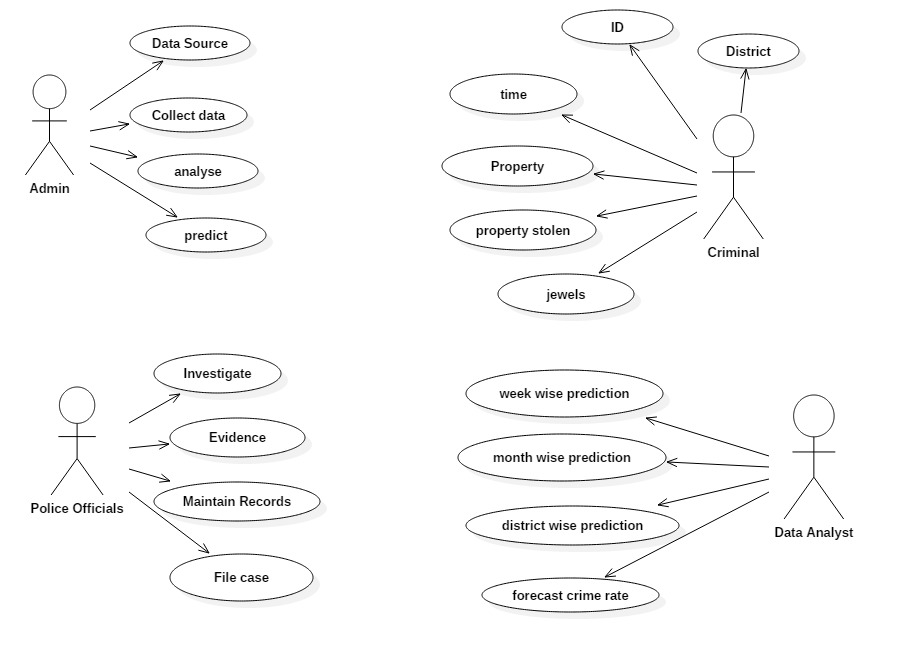 Data Source
Collect data
analyse
predict
Admin
ID
District
time
Property
property stolen
jewels
Criminal
Investigate
Evidence
Maintain Records
File case
Police Officials
week wise prediction
month wise prediction
district wise prediction
forecast crime rate
Data Analyst